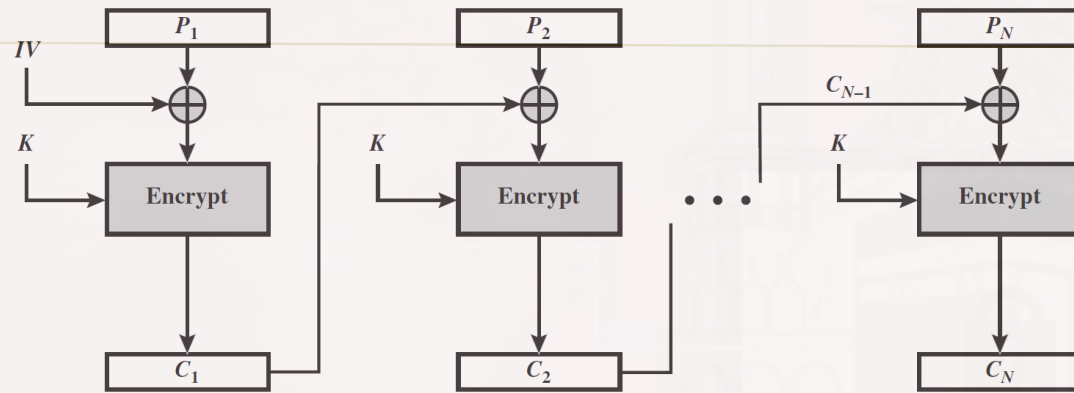 P1 P2 PN
IV
CN–1
K K K
Encrypt Encrypt Encrypt
• • •
C1 C2 CN